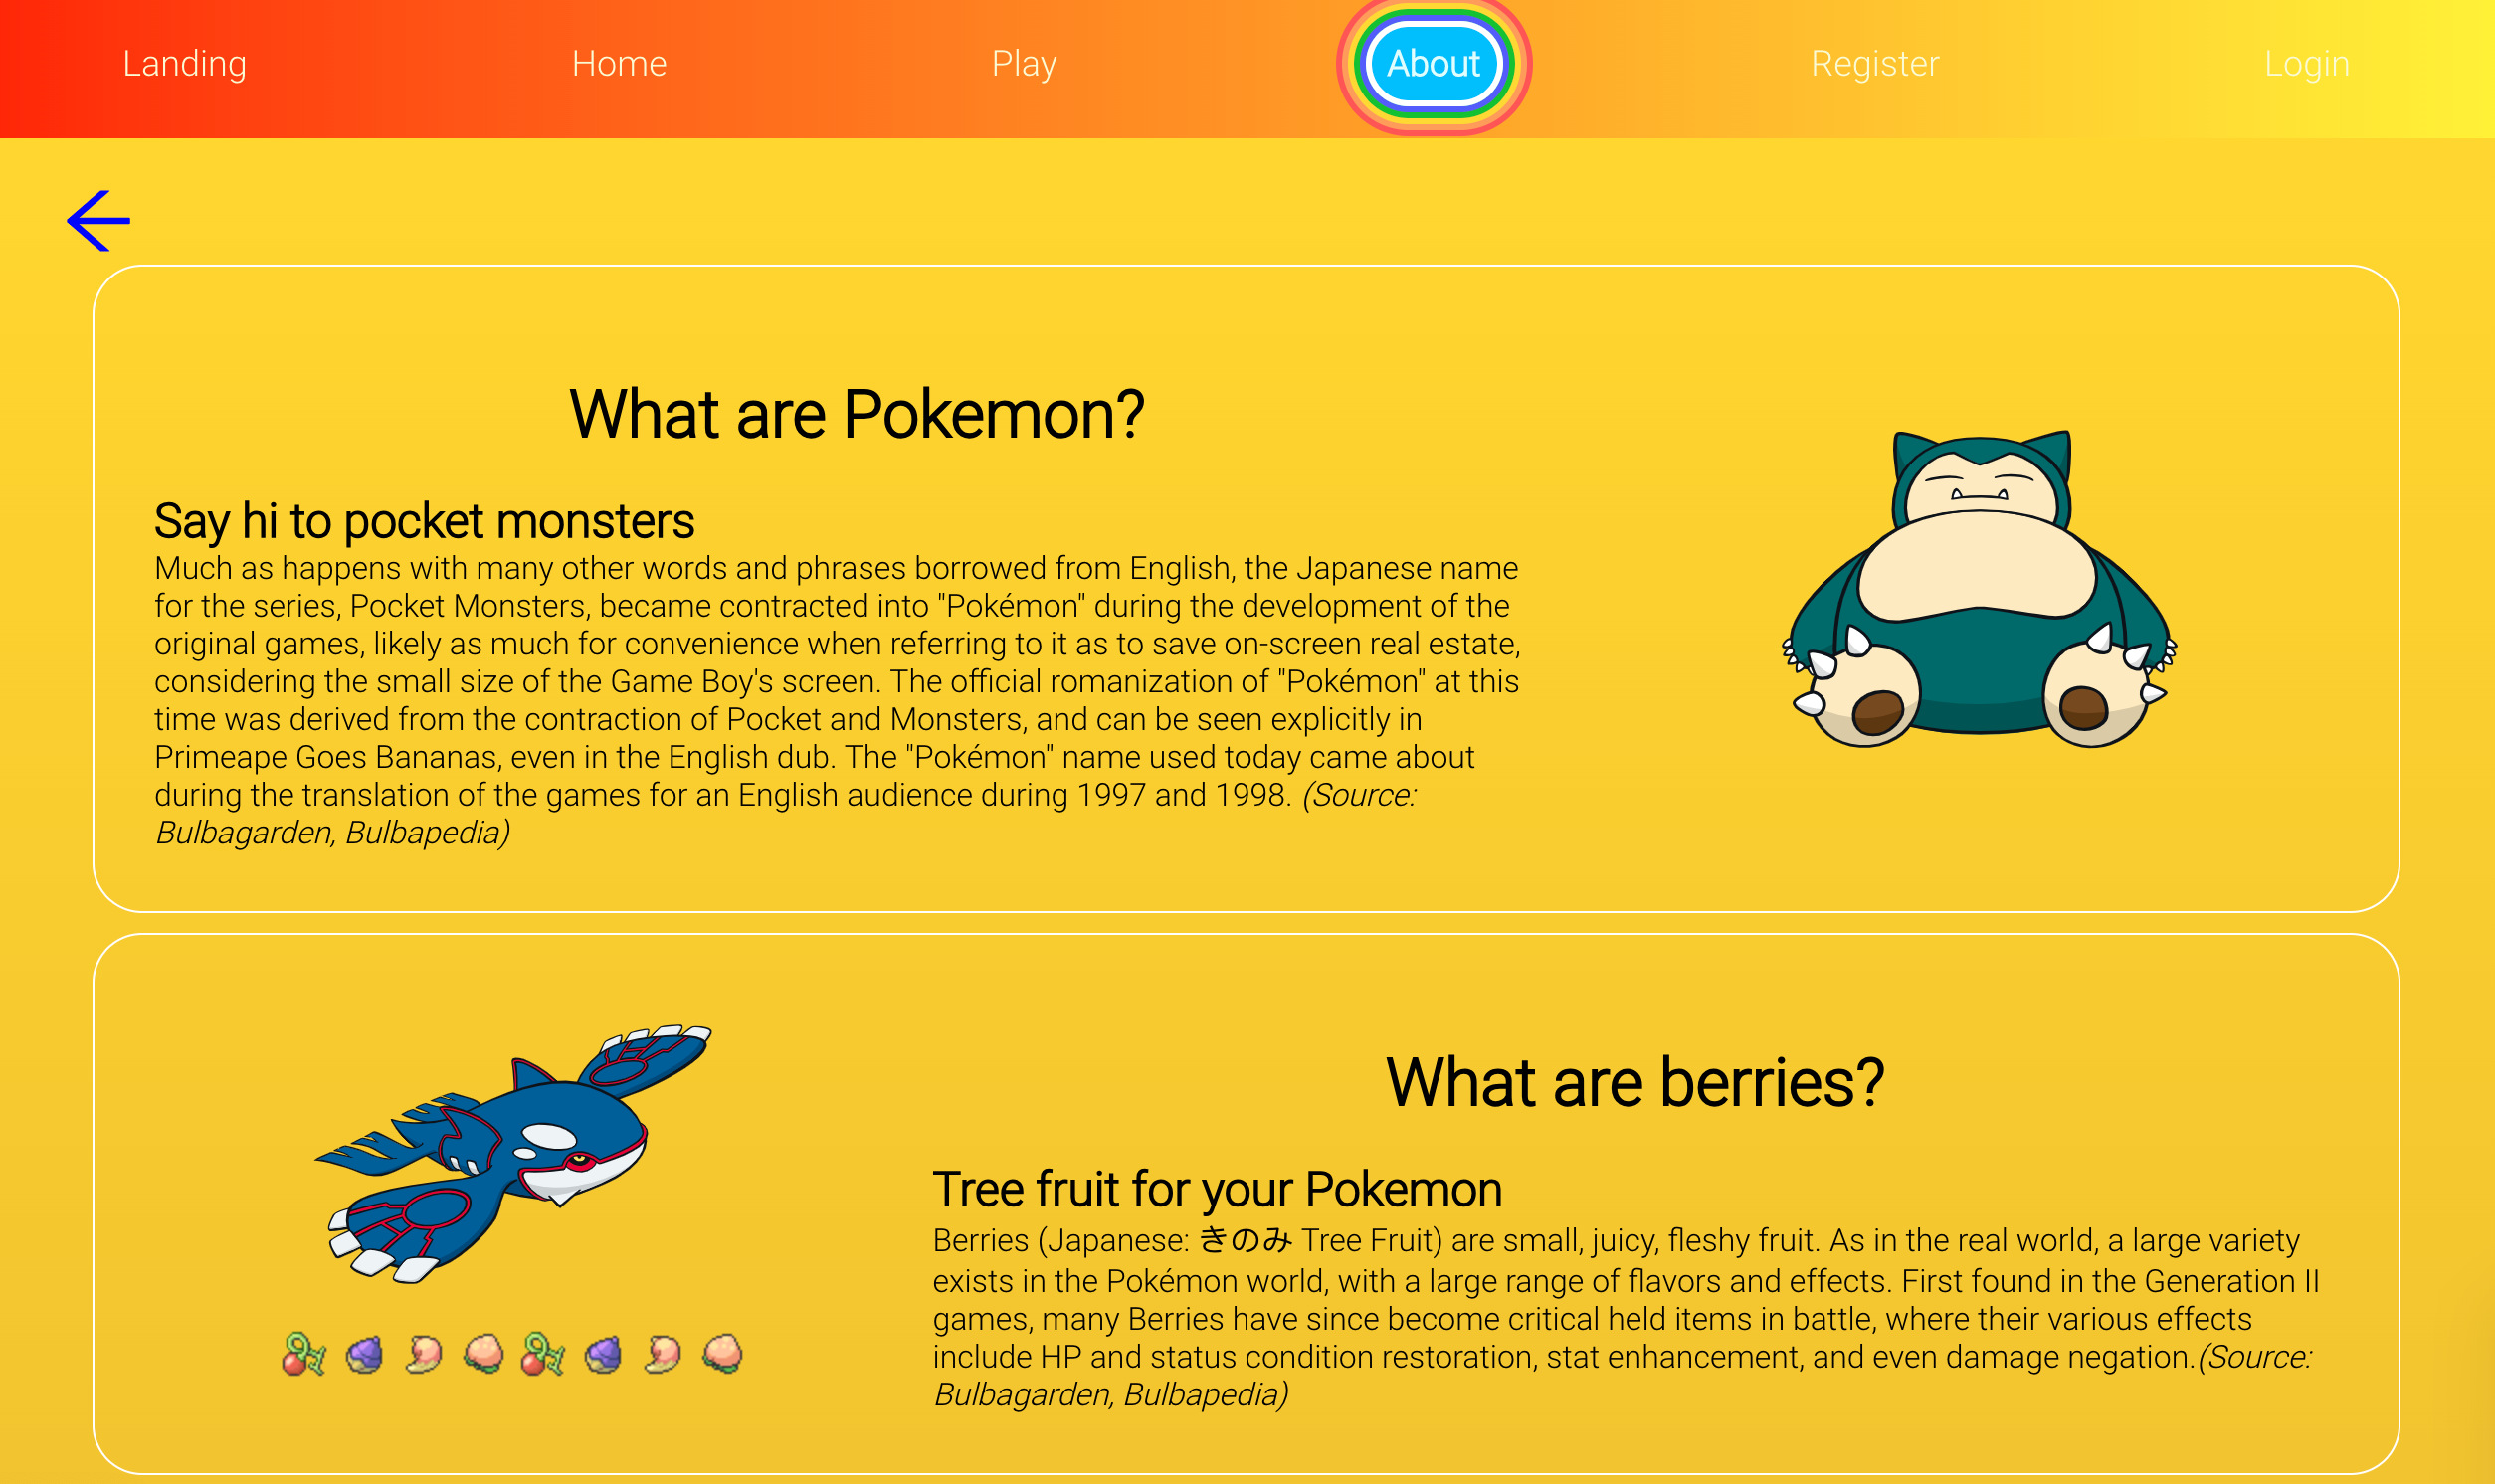 Landing
Home
Play
About
Register
Login
What are Pokemon?
Say hi to pocket monsters
Much as happens with many other words and phrases borrowed from English, the Japanese name
for the series, Pocket Monsters, became contracted into "Pokémon" during the development of the
original games, likely as much for convenience when referring to it as to save on-screen real estate,
considering the small size of the Game Boy's screen. The official romanization of "Pokémon" at this
time was derived from the contraction of Pocket and Monsters, and can be seen explicitly in
Primeape Goes Bananas, even in the English dub. The "Pokémon" name used today came about
during the translation of the games for an English audience during 1997 and 1998. (Source:
Bulbagarden, Bulbapedia)
What are berries?
Tree fruit for your Pokemon
Berries (Japanese: きのみ Tree Fruit) are small, juicy, fleshy fruit. As in the real world, a large variety
exists in the Pokémon world, with a large range of flavors and effects. First found in the Generation II
games, many Berries have since become critical held items in battle, where their various effects
include HP and status condition restoration, stat enhancement, and even damage negation.(Source:
Bulbagarden, Bulbapedia)